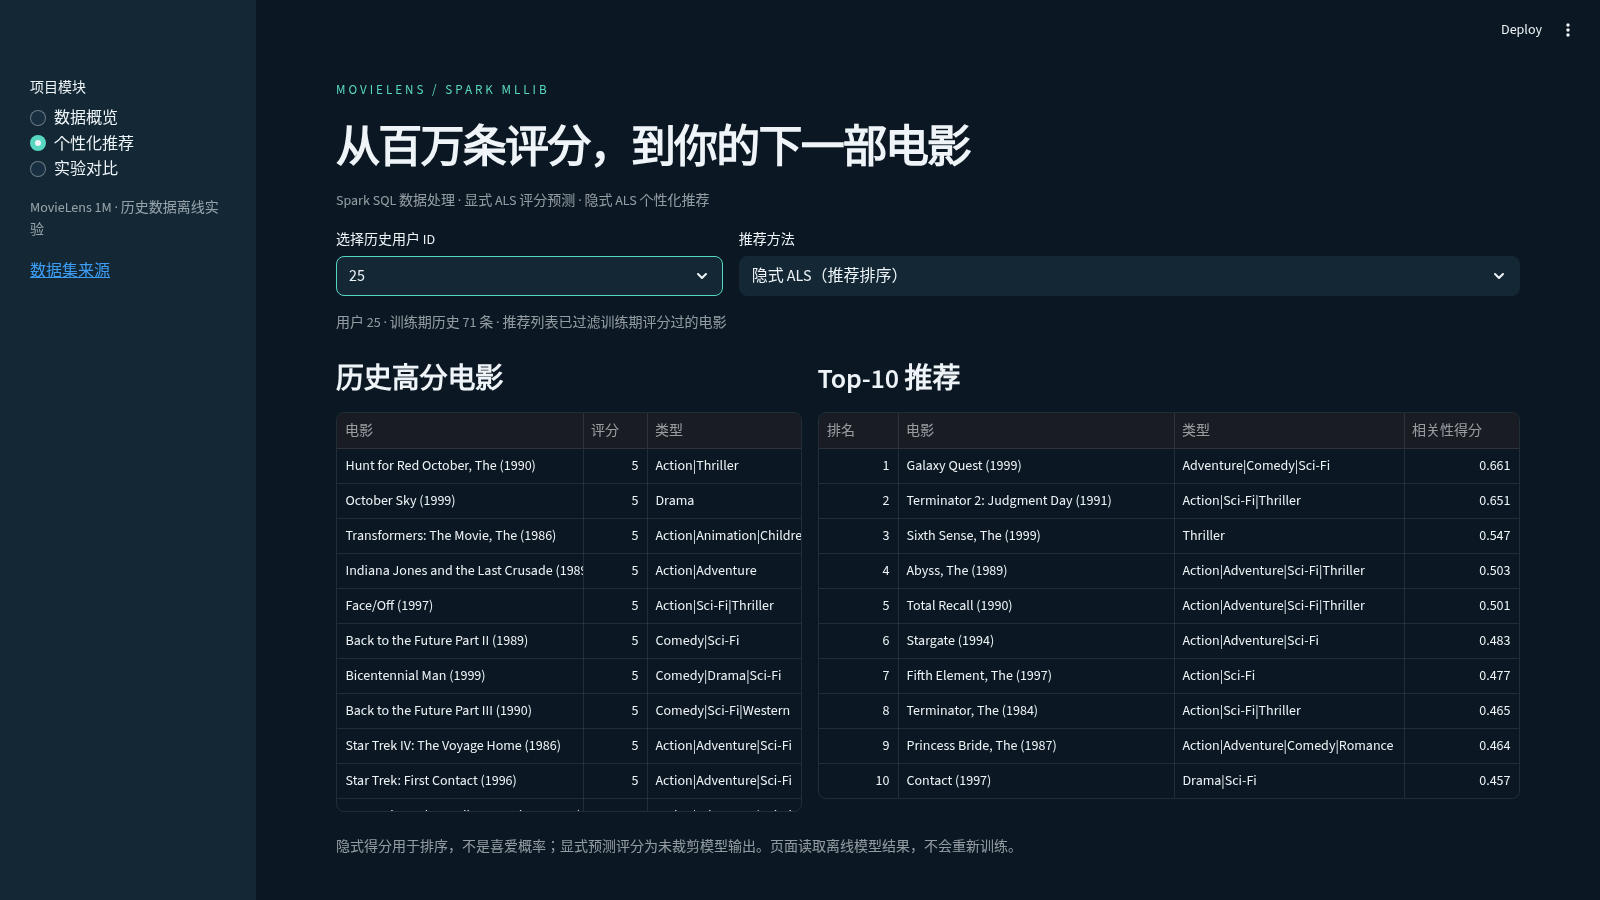 Deploy
项目模块
数据概览
个性化推荐
实验对比
MovieLens 1M · 历史数据离线实
验
数据集来源
MOVIELENS / SPARK MLLIB
从百万条评分，到你的下一部电影
Spark SQL 数据处理 · 显式 ALS 评分预测 · 隐式 ALS 个性化推荐
选择历史用户 ID
推荐方法
25
隐式 ALS（推荐排序）
用户 25 · 训练期历史 71 条 · 推荐列表已过滤训练期评分过的电影
历史高分电影
电影 评分 类型
Hunt for Red October, The (1990) 5 Action|Thriller
October Sky (1999) 5 Drama
Transformers: The Movie, The (1986) 5 Action|Animation|Childre
Indiana Jones and the Last Crusade (198 5 Action|Adventure
Face/Off (1997) 5 Action|Sci-Fi|Thriller
Back to the Future Part II (1989) 5 Comedy|Sci-Fi
Bicentennial Man (1999) 5 Comedy|Drama|Sci-Fi
Back to the Future Part III (1990) 5 Comedy|Sci-Fi|Western
Star Trek IV: The Voyage Home (1986) 5 Action|Adventure|Sci-Fi
Star Trek: First Contact (1996) 5 Action|Adventure|Sci-Fi
Top-10 推荐
排名 电影 类型 相关性得分
1 Galaxy Quest (1999) Adventure|Comedy|Sci-Fi 0.661
2 Terminator 2: Judgment Day (1991) Action|Sci-Fi|Thriller 0.651
3 Sixth Sense, The (1999) Thriller 0.547
4 Abyss, The (1989) Action|Adventure|Sci-Fi|Thriller 0.503
5 Total Recall (1990) Action|Adventure|Sci-Fi|Thriller 0.501
6 Stargate (1994) Action|Adventure|Sci-Fi 0.483
7 Fifth Element, The (1997) Action|Sci-Fi 0.477
8 Terminator, The (1984) Action|Sci-Fi|Thriller 0.465
9 Princess Bride, The (1987) Action|Adventure|Comedy|Romance 0.464
10 Contact (1997) Drama|Sci-Fi 0.457
隐式得分用于排序，不是喜爱概率；显式预测评分为未裁剪模型输出。页面读取离线模型结果，不会重新训练。